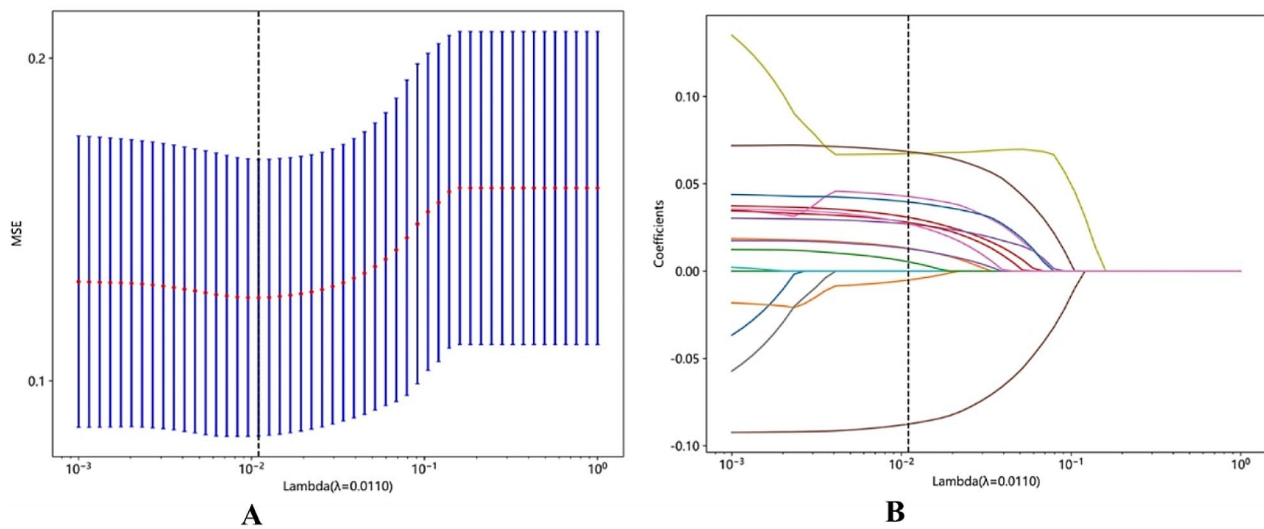 0.2
MSE
0.1
10⁻³ 10⁻² 10⁻¹ 10⁰
Lambda(λ=0.0110)
A
0.10
0.05
Coefficients
0.00
-0.05
-0.10
10⁻³ 10⁻² 10⁻¹ 10⁰
Lambda(λ=0.0110)
B